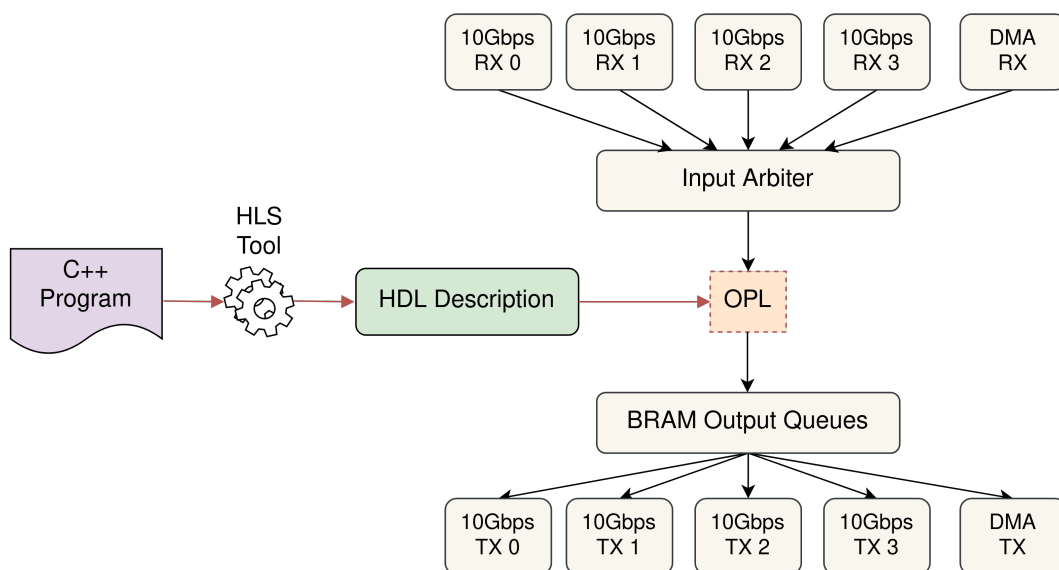 10Gbps 10Gbps 10Gbps 10Gbps DMA
RX 0 RX 1 RX 2 RX 3 RX
Input Arbiter
HLS
Tool
C++
Program
HDL Description
OPL
BRAM Output Queues
10Gbps 10Gbps 10Gbps 10Gbps DMA
TX 0 TX 1 TX 2 TX 3 TX